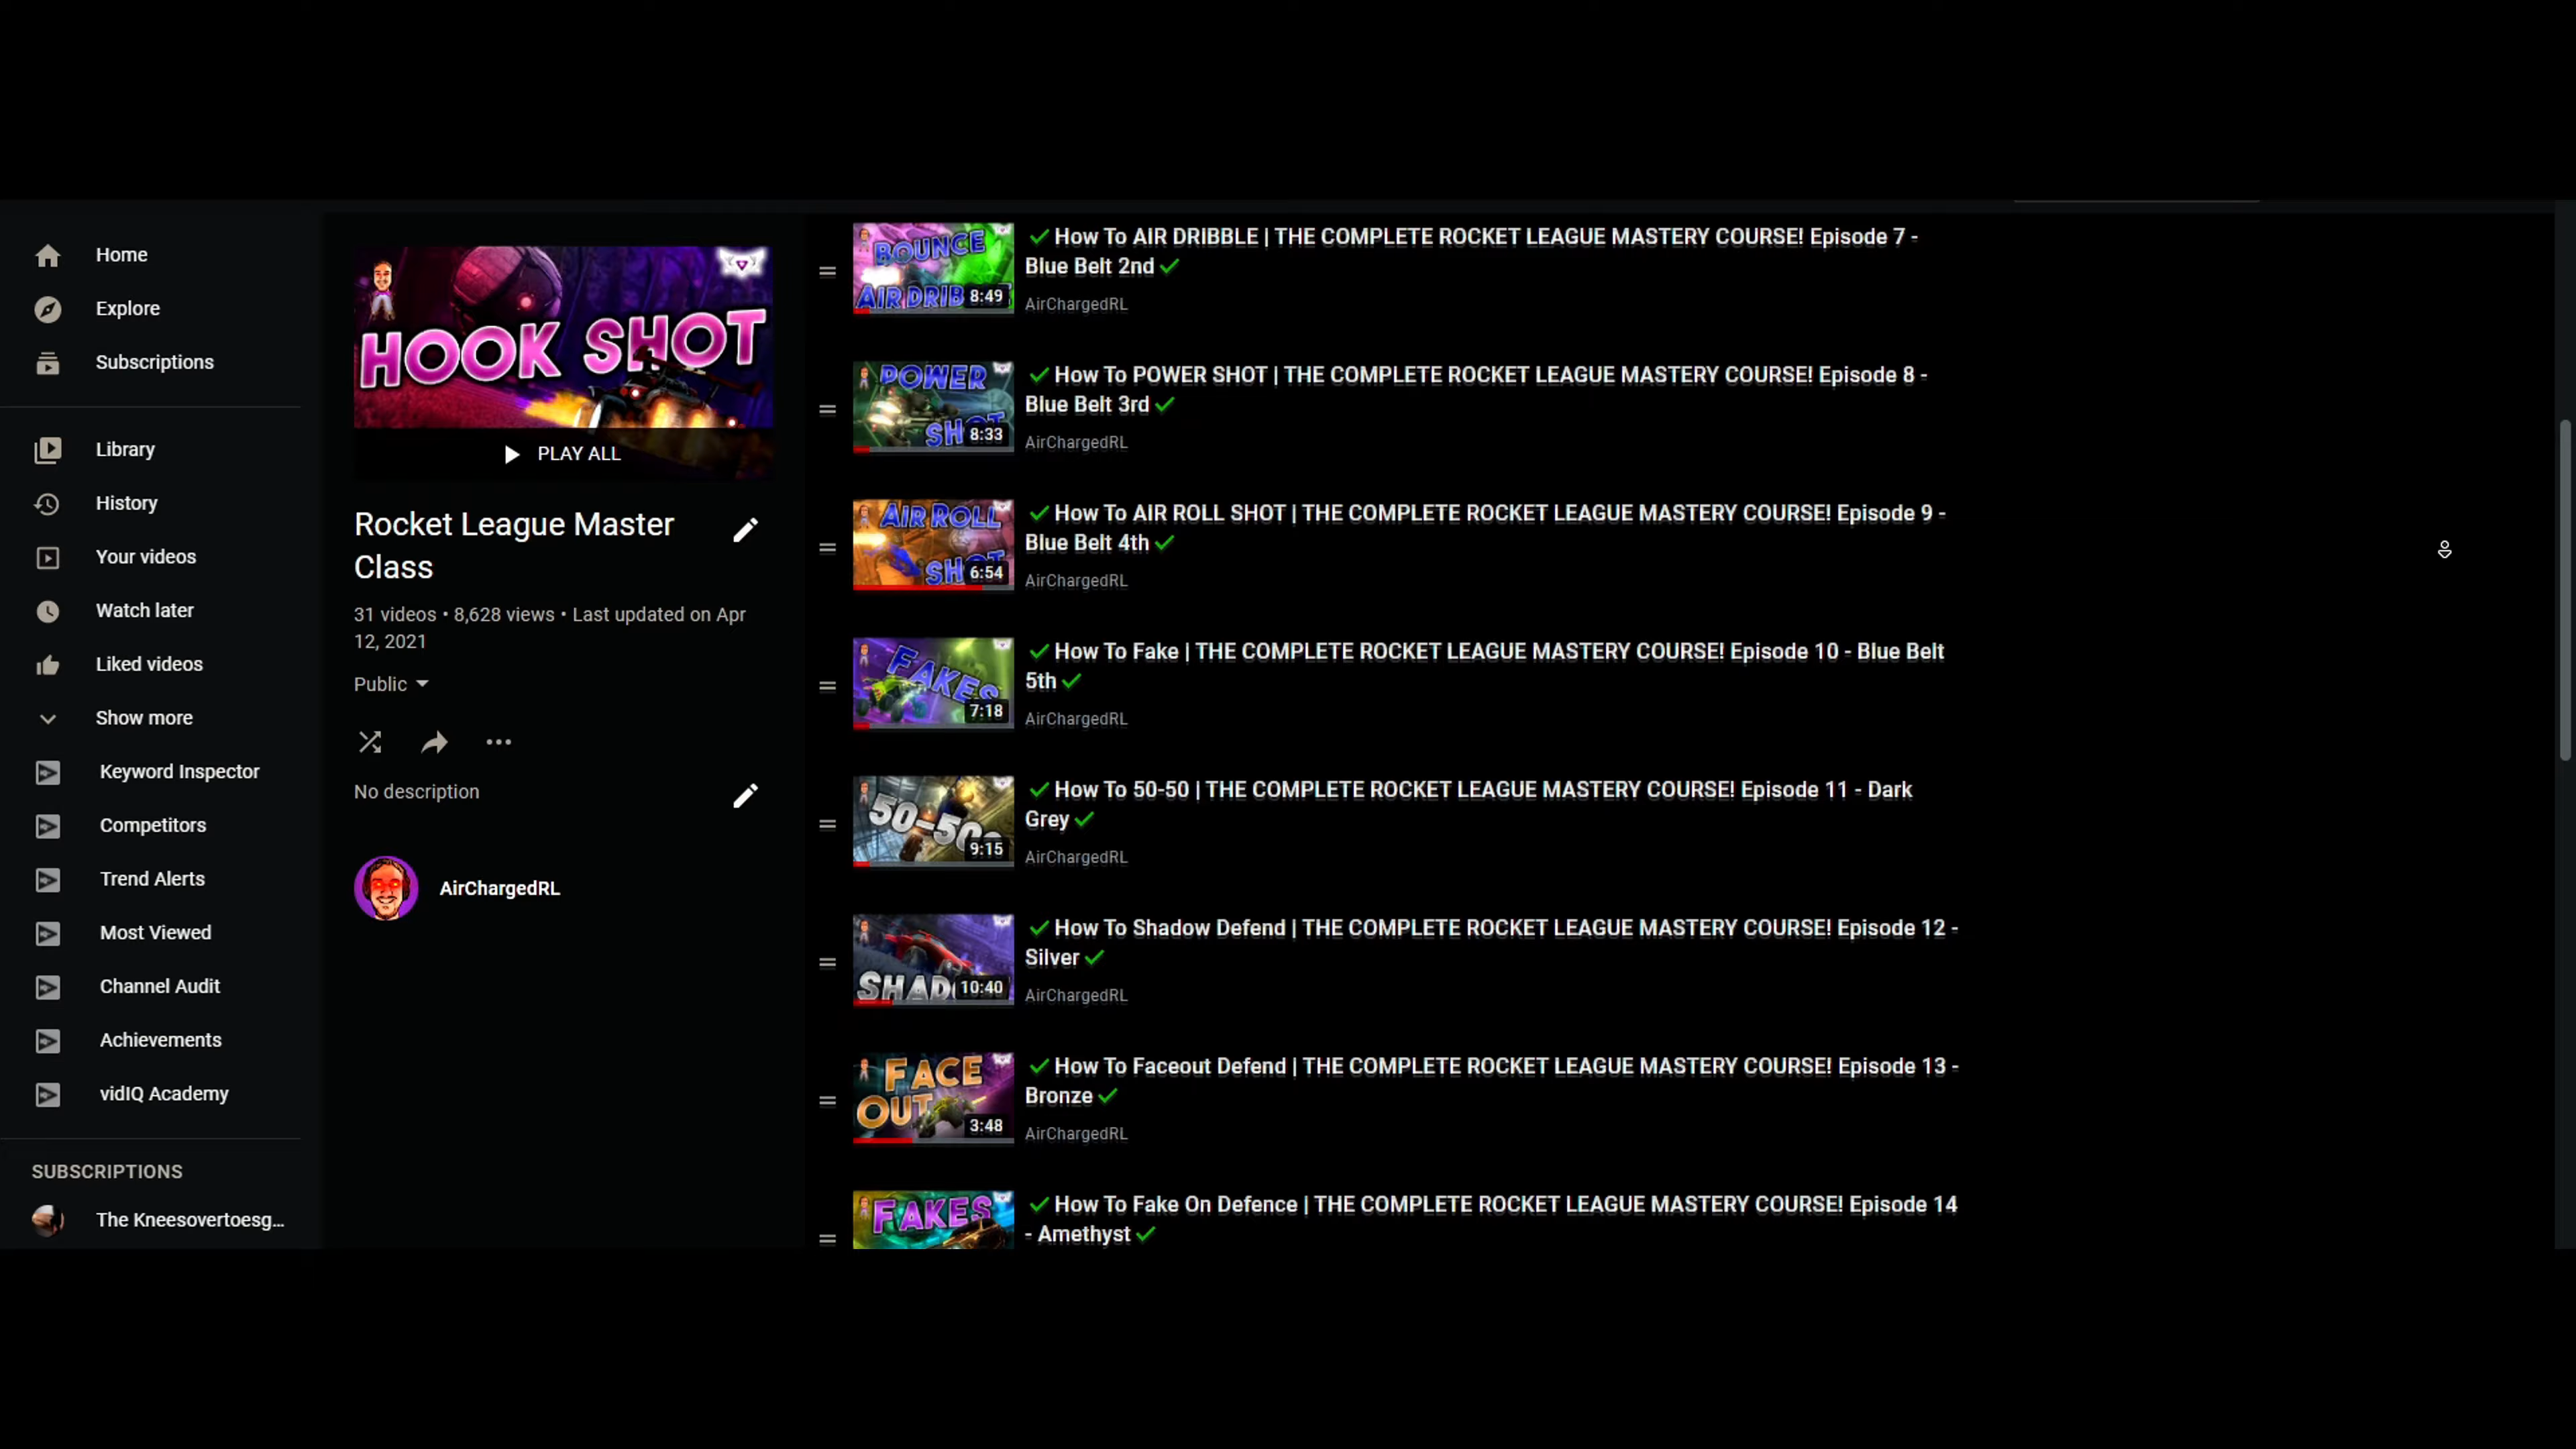 Home
Explore
Subscriptions
Library
History
Your videos
Watch later
Liked videos
Show more
Keyword Inspector
Competitors
Trend Alerts
Most Viewed
Channel Audit
Achievements
vidIQ Academy
SUBSCRIPTIONS
The Kneesovertoesg...
HOOK SHOT
PLAY ALL
Rocket League Master
Class
31 videos • 8,628 views • Last updated on Apr
12, 2021
Public
No description
AirChargedRL
BOUNCE
AIR DRIB
8:49
How To AIR DRIBBLE | THE COMPLETE ROCKET LEAGUE MASTERY COURSE! Episode 7 -
Blue Belt 2nd
AirChargedRL
POWER
SHOT
8:33
How To POWER SHOT | THE COMPLETE ROCKET LEAGUE MASTERY COURSE! Episode 8 -
Blue Belt 3rd
AirChargedRL
AIR ROLL
SHOT
6:54
How To AIR ROLL SHOT | THE COMPLETE ROCKET LEAGUE MASTERY COURSE! Episode 9 -
Blue Belt 4th
AirChargedRL
FAKES
7:18
How To Fake | THE COMPLETE ROCKET LEAGUE MASTERY COURSE! Episode 10 - Blue Belt
5th
AirChargedRL
50-50s
9:15
How To 50-50 | THE COMPLETE ROCKET LEAGUE MASTERY COURSE! Episode 11 - Dark
Grey
AirChargedRL
SHAD
10:40
How To Shadow Defend | THE COMPLETE ROCKET LEAGUE MASTERY COURSE! Episode 12 -
Silver
AirChargedRL
FACE
OUT
3:48
How To Faceout Defend | THE COMPLETE ROCKET LEAGUE MASTERY COURSE! Episode 13 -
Bronze
AirChargedRL
FAKES
How To Fake On Defence | THE COMPLETE ROCKET LEAGUE MASTERY COURSE! Episode 14
- Amethyst